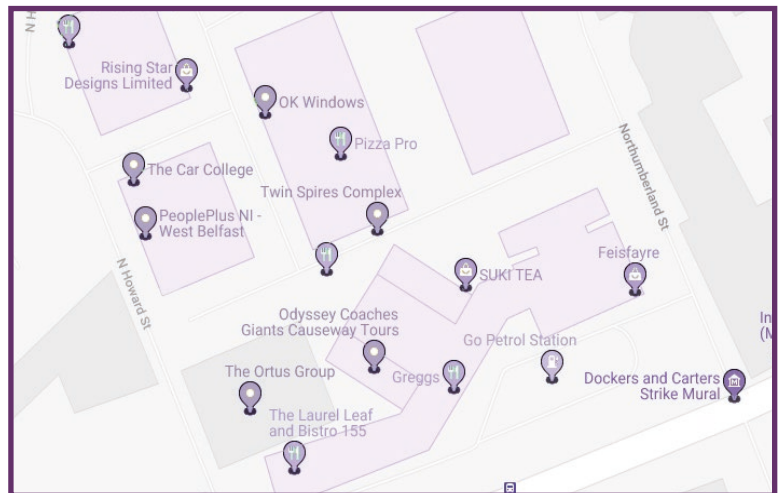 N H
Rising Star
Designs Limited
OK Windows
Pizza Pro
The Car College
Northumberland St
Twin Spires Complex
PeoplePlus NI -
West Belfast
Feisfayre
SUKI TEA
N Howard St
Odyssey Coaches
Giants Causeway Tours
In
(M
Go Petrol Station
The Ortus Group
Greggs
Dockers and Carters
Strike Mural
The Laurel Leaf
and Bistro 155